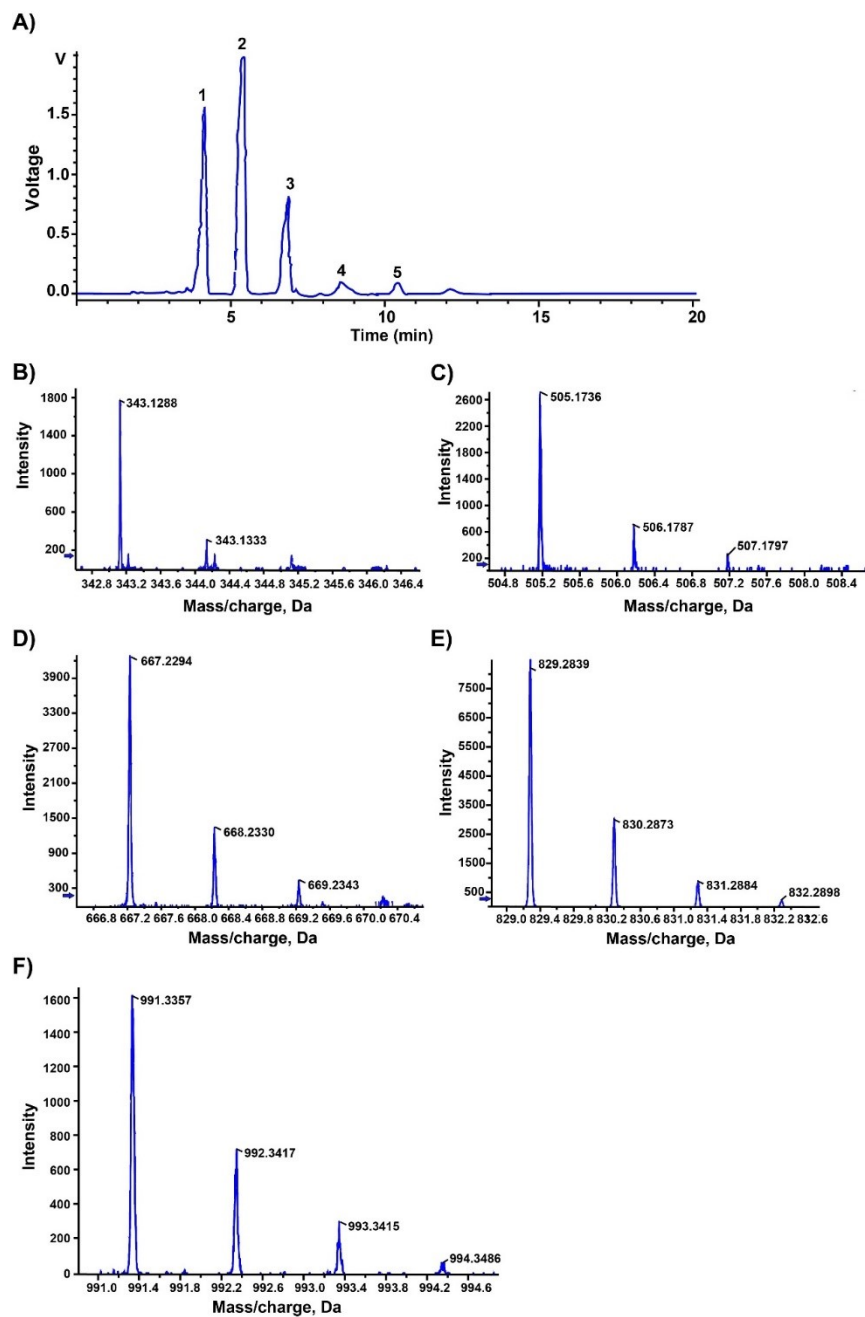 A)
V
1
2
3
4
5
1.5
1.0
0.5
0.0
Voltage
5 10 15 20
Time (min)
B)
1800
1400
1000
600
200
Intensity
343.1288
343.1333
342.8 343.2 343.6 344.0 344.4 344.8 345.2 345.6 346.0 346.4
Mass/charge, Da
C)
2600
2200
1800
1400
1000
600
200
Intensity
505.1736
506.1787
507.1797
504.8 505.2 505.6 506.0 506.4 506.8 507.2 507.6 508.0 508.4
Mass/charge, Da
D)
3900
3300
2700
2100
1500
900
300
Intensity
667.2294
668.2330
669.2343
666.8 667.2 667.6 668.0 668.4 668.8 669.2 669.6 670.0 670.4
Mass/charge, Da
E)
7500
6500
5500
4500
3500
2500
1500
500
Intensity
829.2839
830.2873
831.2884
832.2898
829.0 829.4 829.8 830.2 830.6 831.0 831.4 831.8 832.2 832.6
Mass/charge, Da
F)
1600
1400
1200
1000
800
600
400
200
0
Intensity
991.3357
992.3417
993.3415
994.3486
991.0 991.4 991.8 992.2 992.6 993.0 993.4 993.8 994.2 994.6
Mass/charge, Da